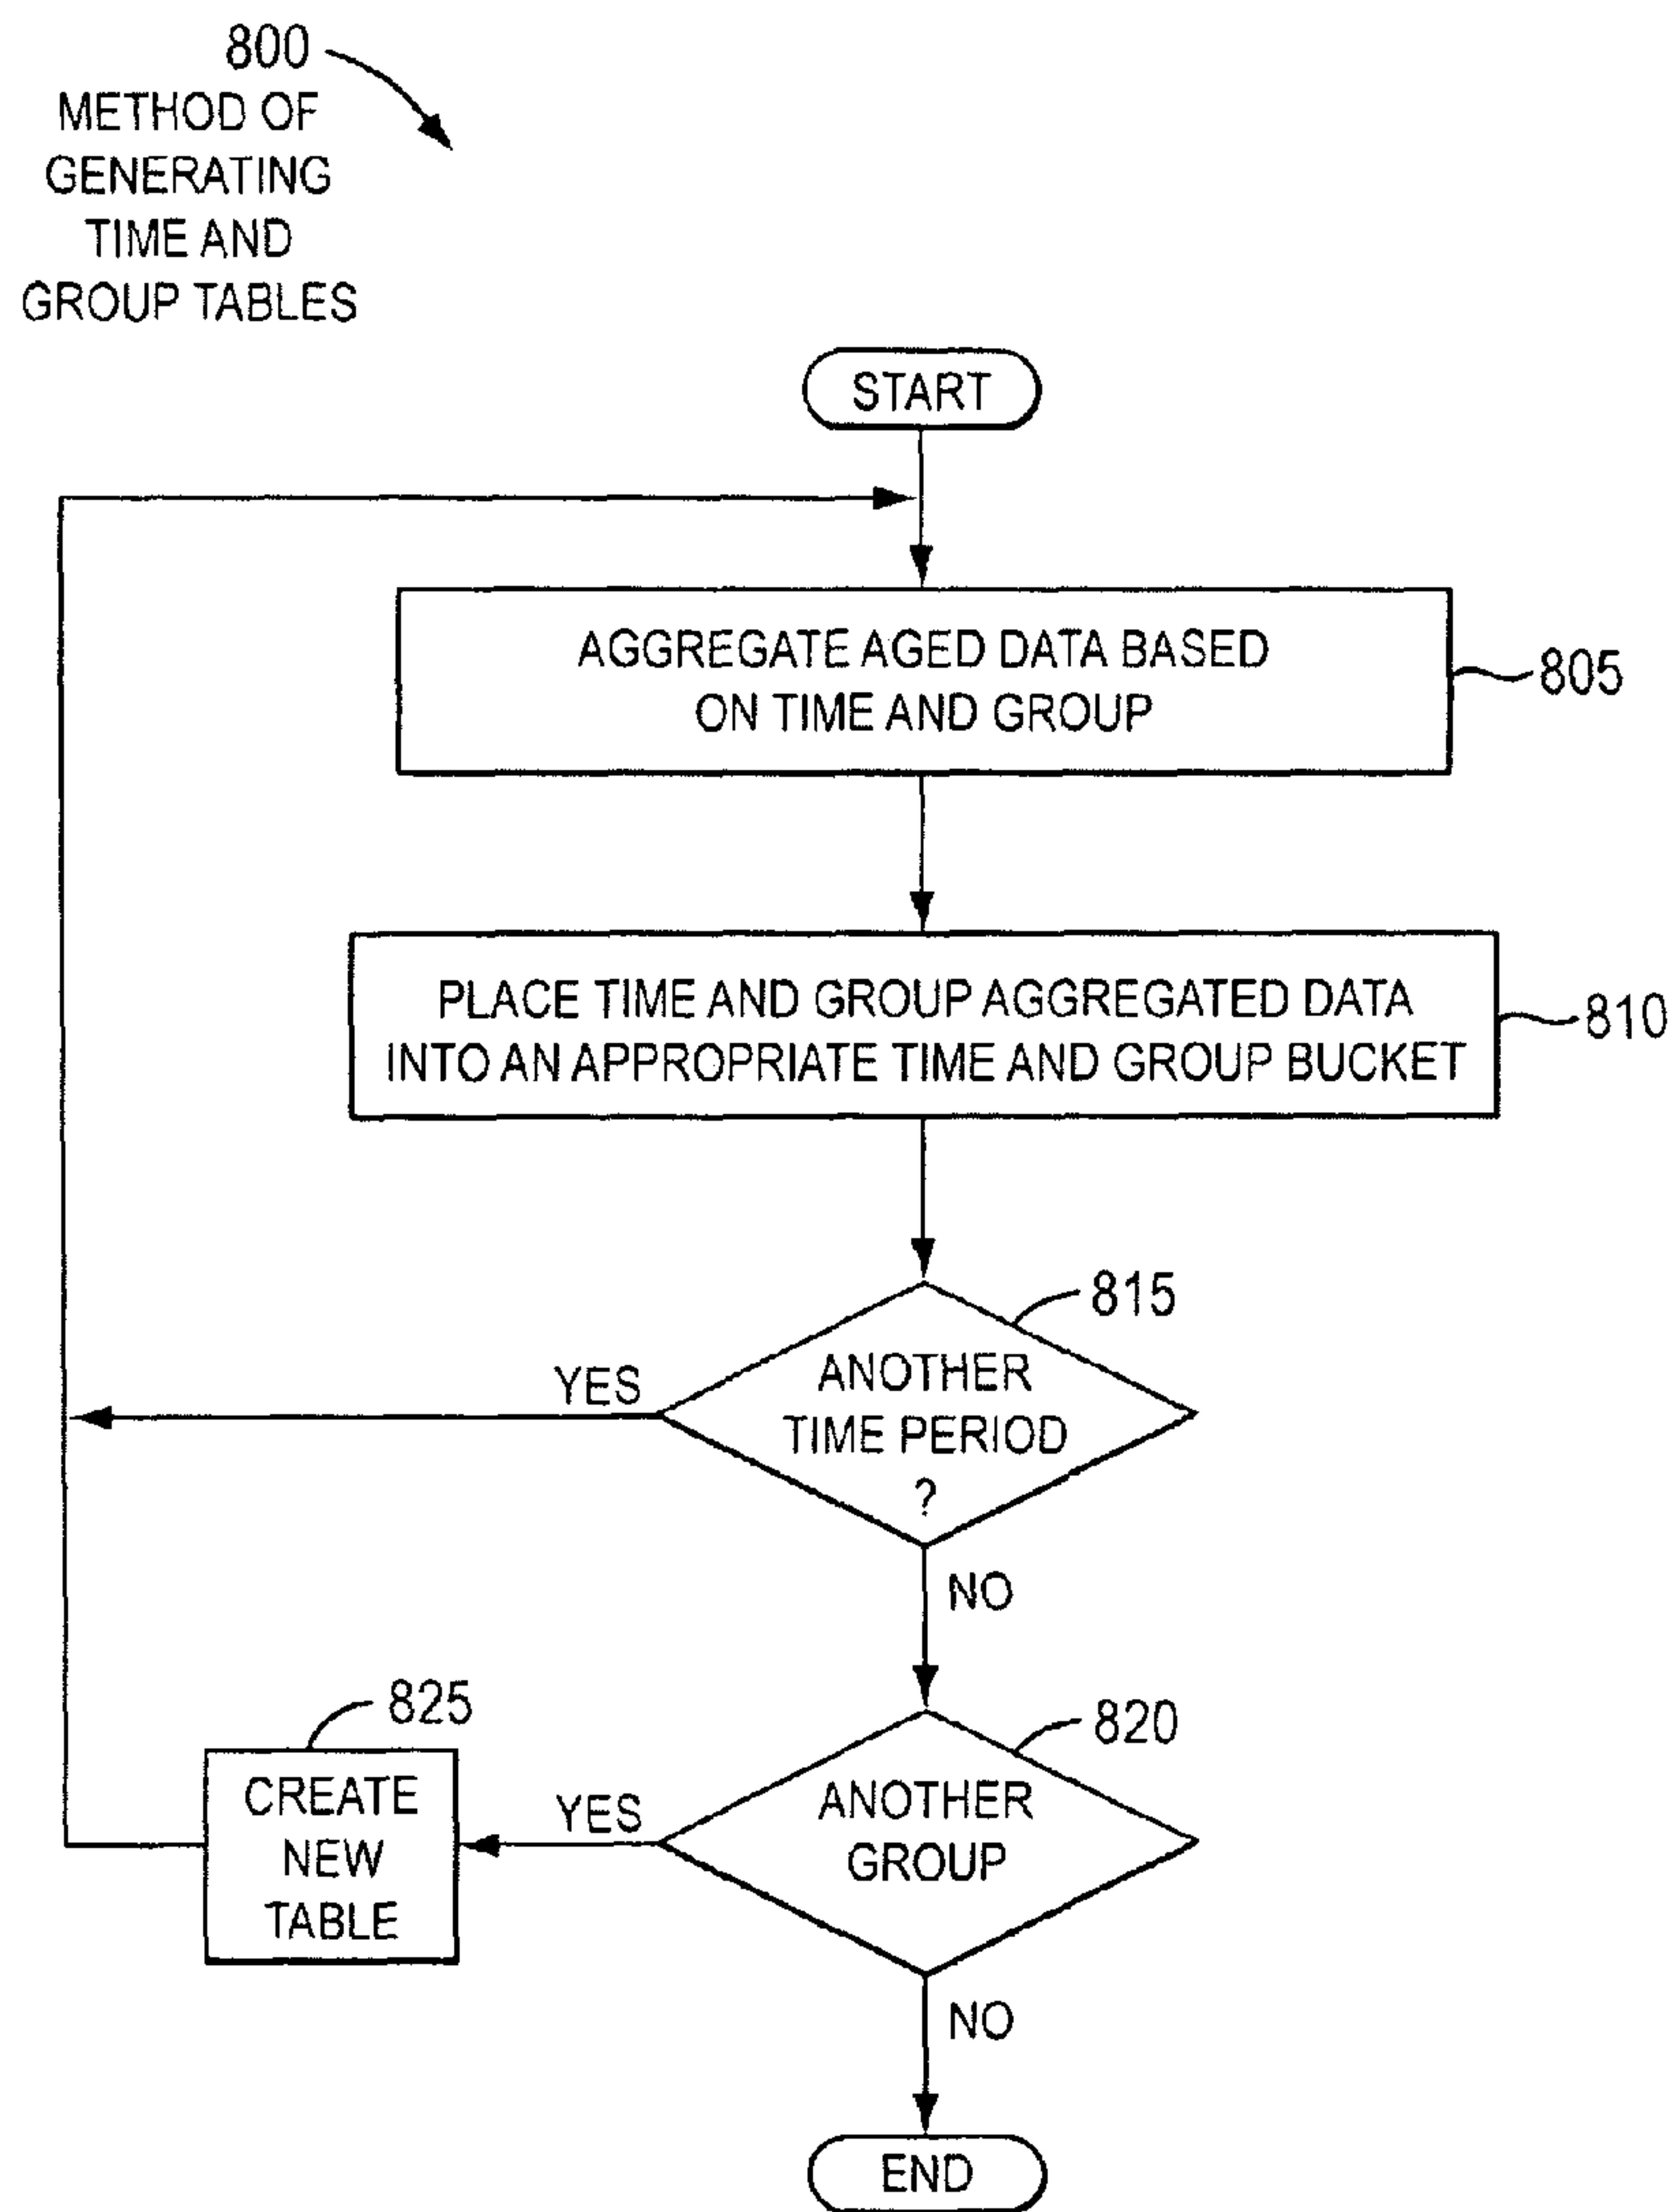 800
METHOD OF
GENERATING
TIME AND
GROUP TABLES
START
AGGREGATE AGED DATA BASED
ON TIME AND GROUP
805
PLACE TIME AND GROUP AGGREGATED DATA
INTO AN APPROPRIATE TIME AND GROUP BUCKET
810
815
ANOTHER
TIME PERIOD
?
YES
NO
820
ANOTHER
GROUP
YES
825
CREATE
NEW
TABLE
NO
END